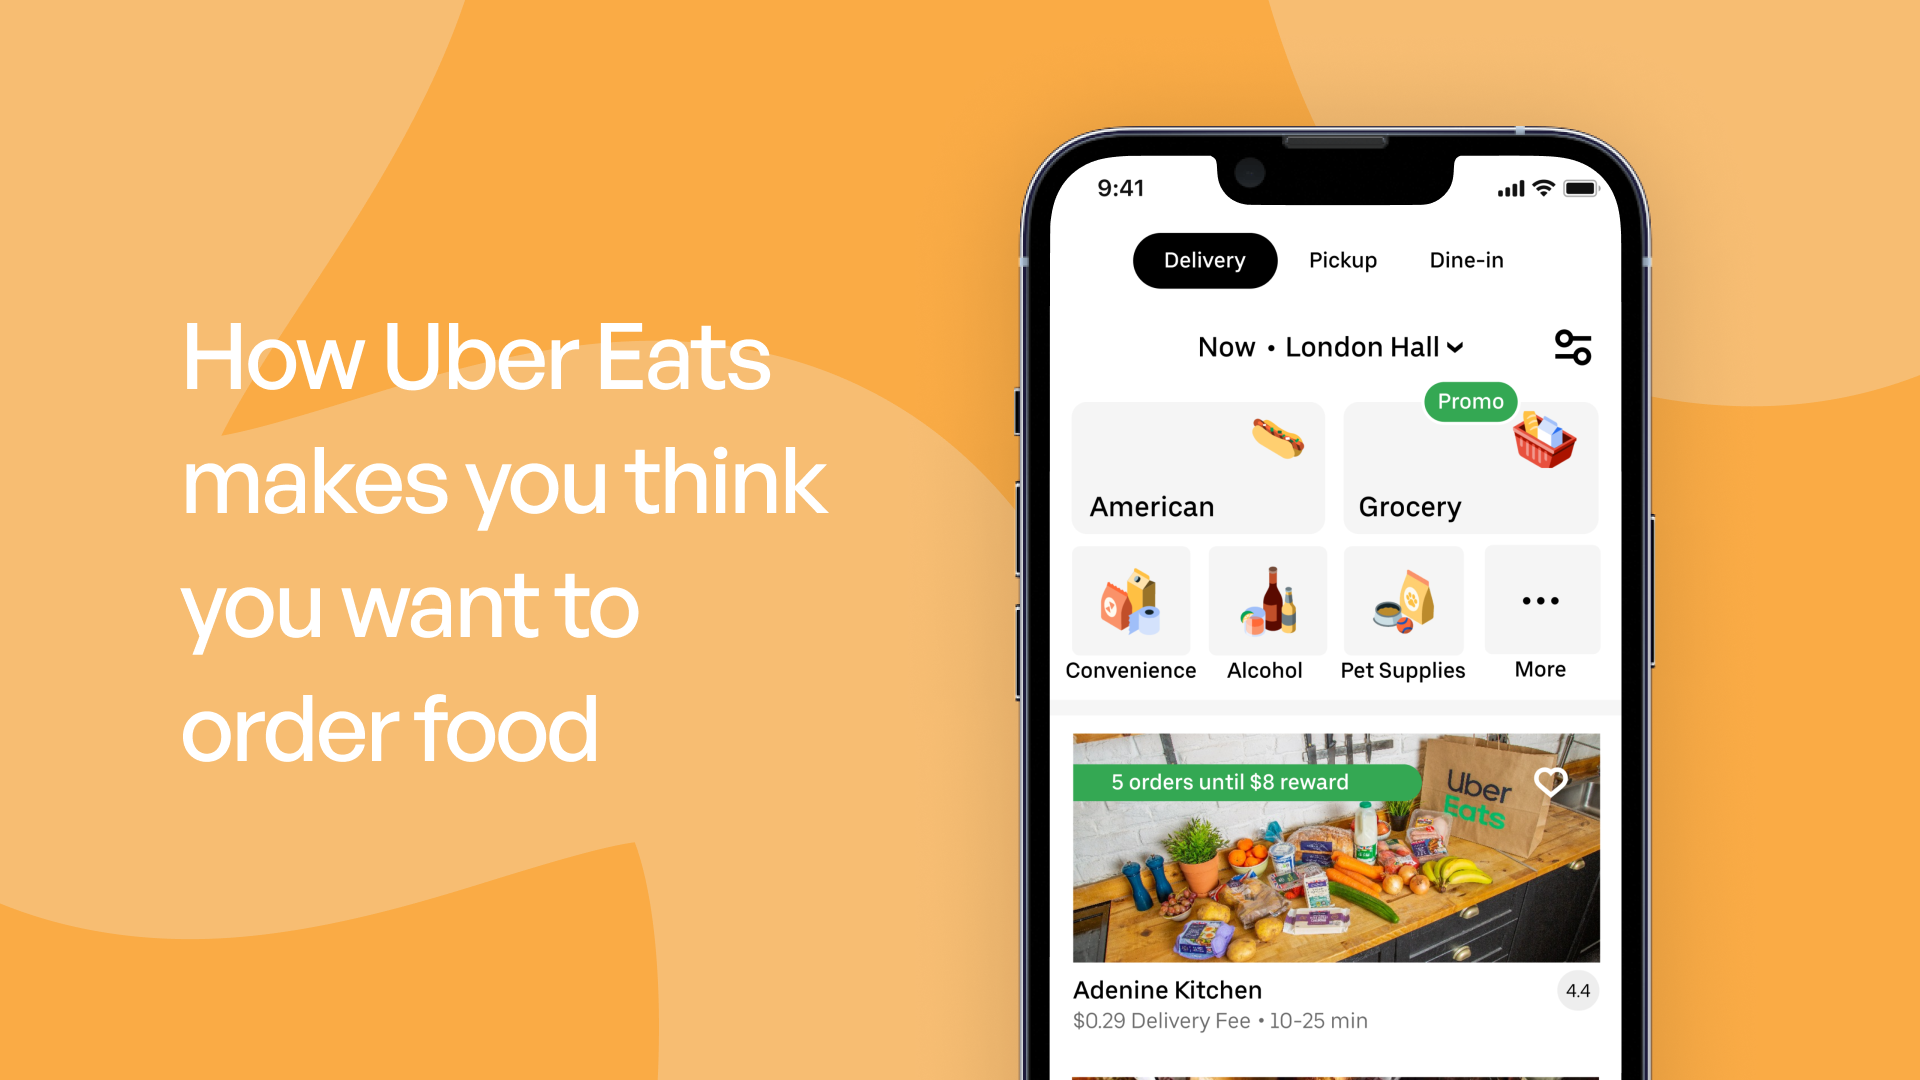 How Uber Eats
makes you think
you want to
order food
9:41
Delivery
Pickup
Dine-in
Now • London Hall
Promo
American
Grocery
Convenience
Alcohol
Pet Supplies
More
5 orders until $8 reward
Uber
Eats
Adenine Kitchen
4.4
$0.29 Delivery Fee • 10-25 min